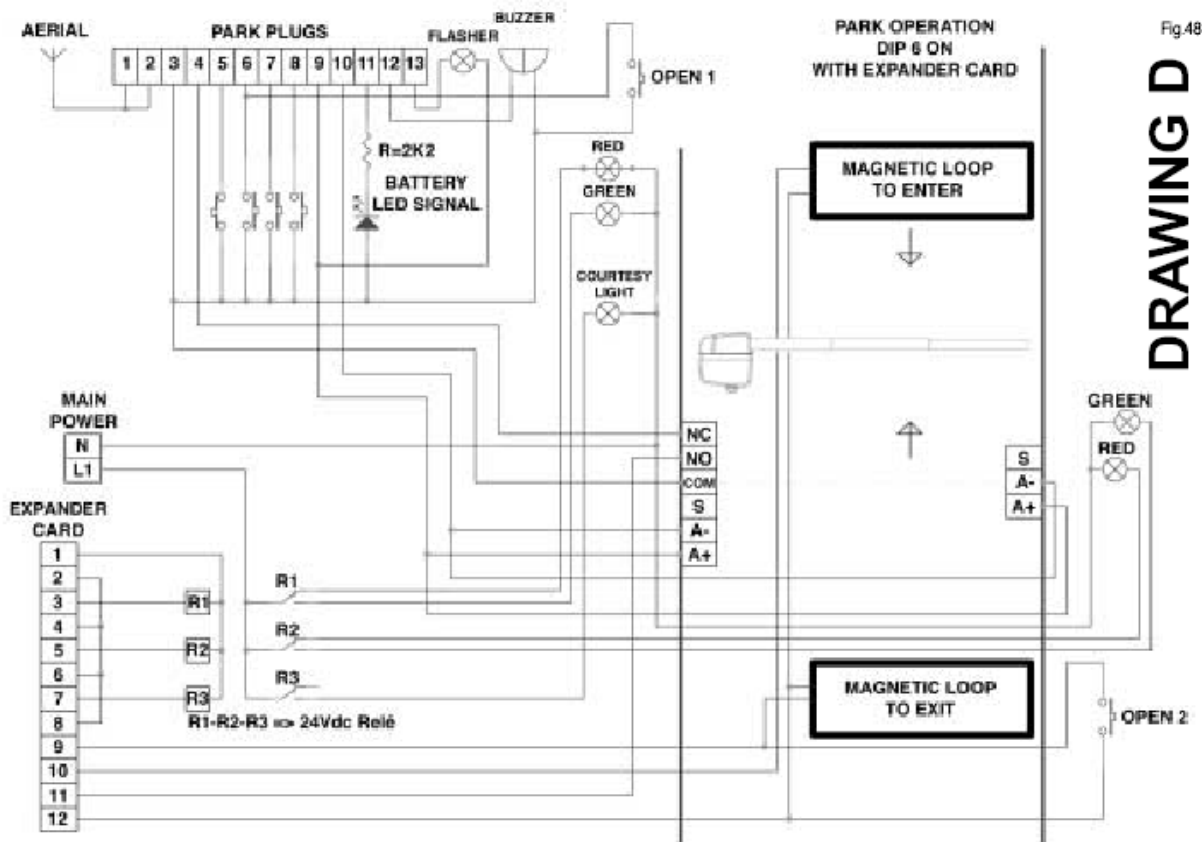 Fig.48
DRAWING D
AERIAL
PARK PLUGS
FLASHER
BUZZER
1 2 3 4 5 6 7 8 9 10 11 12 13
OPEN 1
PARK OPERATION
DIP 6 ON
WITH EXPANDER CARD
R=2K2
BATTERY
LED SIGNAL
RED
GREEN
COURTESY
LIGHT
MAGNETIC LOOP
TO ENTER
MAIN
POWER
N
L1
NC
NO
COM
S
A-
A+
S
A-
A+
GREEN
RED
EXPANDER
CARD
1
2
3
4
5
6
7
8
9
10
11
12
R1
R2
R3
R1
R2
R3
R1-R2-R3 24Vdc Relé
MAGNETIC LOOP
TO EXIT
OPEN 2